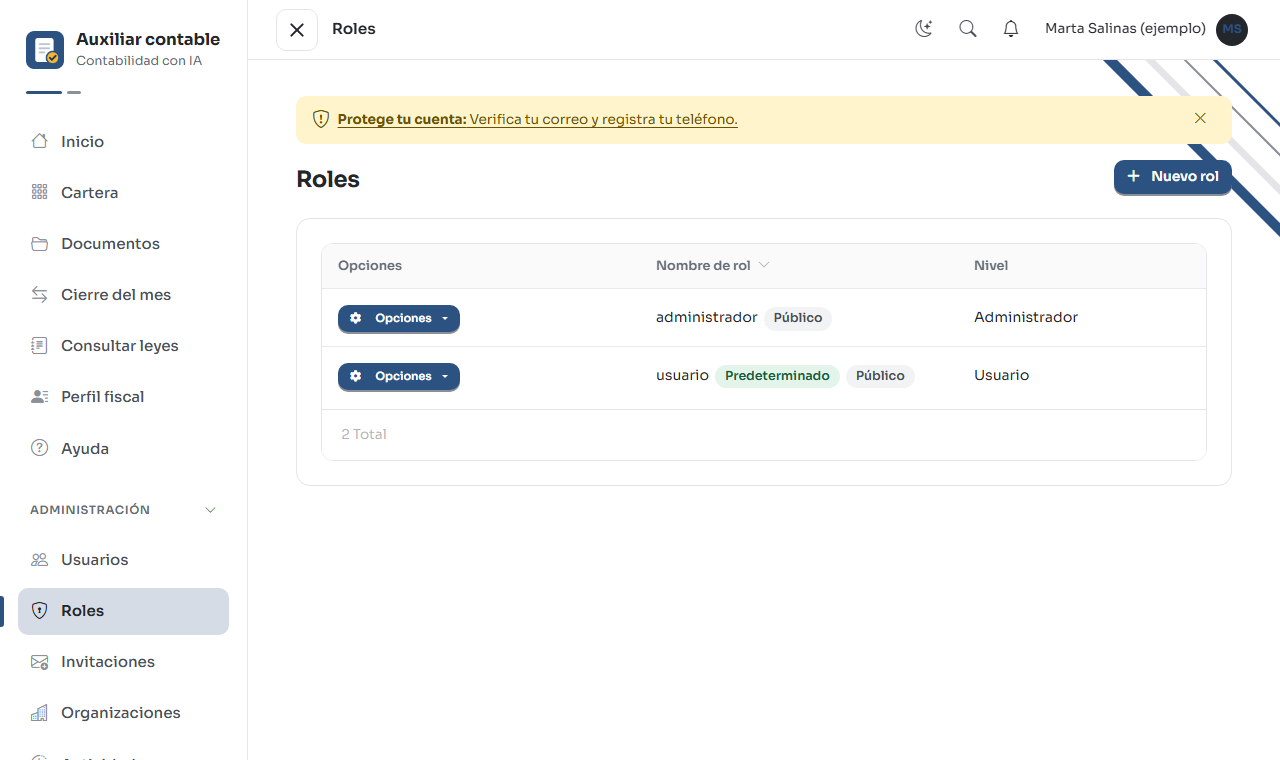 Auxiliar contable
Contabilidad con IA
Inicio
Cartera
Documentos
Cierre del mes
Consultar leyes
Perfil fiscal
Ayuda
ADMINISTRACIÓN
Usuarios
Roles
Invitaciones
Organizaciones
Roles
Marta Salinas (ejemplo)
MS
Protege tu cuenta: Verifica tu correo y registra tu teléfono.
Roles
+ Nuevo rol
Opciones Nombre de rol Nivel
Opciones administrador Público Administrador
Opciones usuario Predeterminado Público Usuario
2 Total